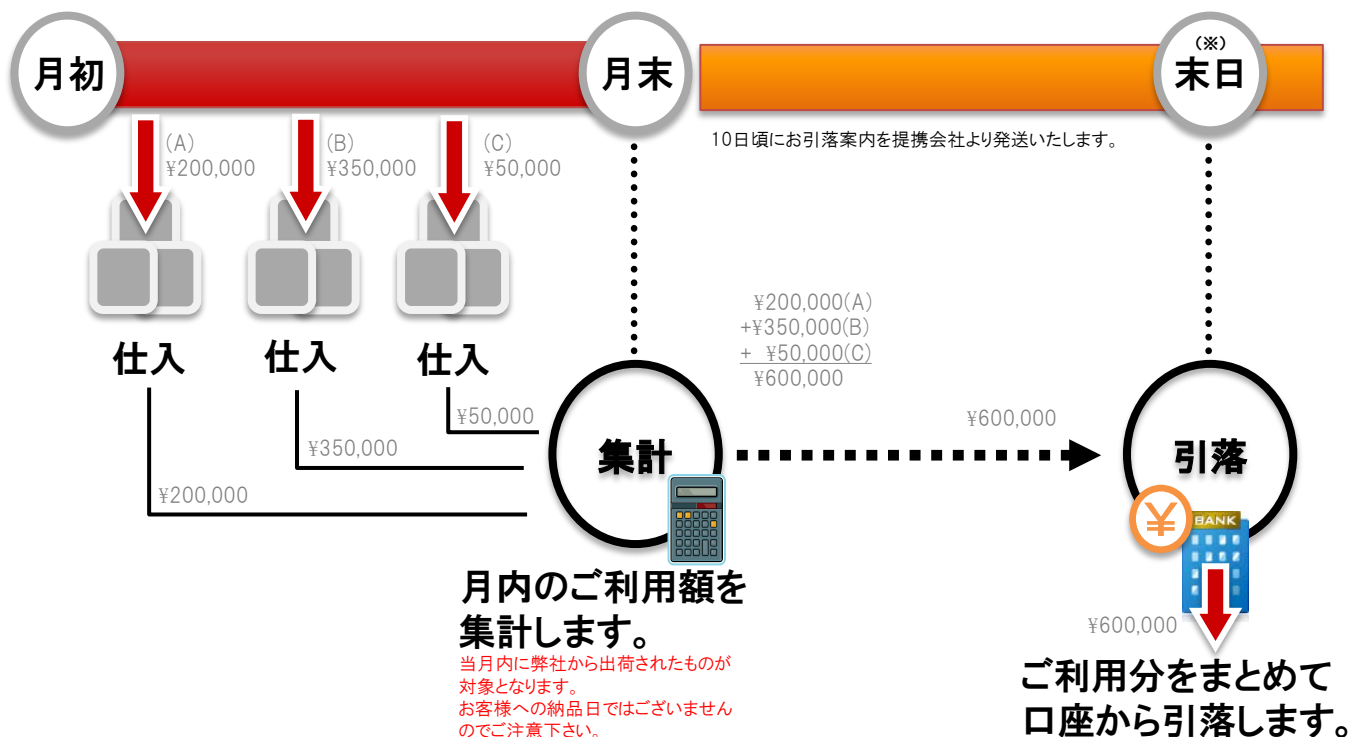 月初
月末
(※)
末日
10日頃にお引落案内を提携会社より発送いたします。
(A)
¥200,000
(B)
¥350,000
(C)
¥50,000
仕入
仕入
仕入
¥200,000(A)
+¥350,000(B)
+ ¥50,000(C)
¥600,000
¥50,000
¥350,000
¥200,000
集計
¥600,000
引落
¥
BANK
月内のご利用額を
集計します。
当月内に弊社から出荷されたものが
対象となります。
お客様への納品日ではございません
のでご注意下さい。
¥600,000
ご利用分をまとめて
口座から引落します。